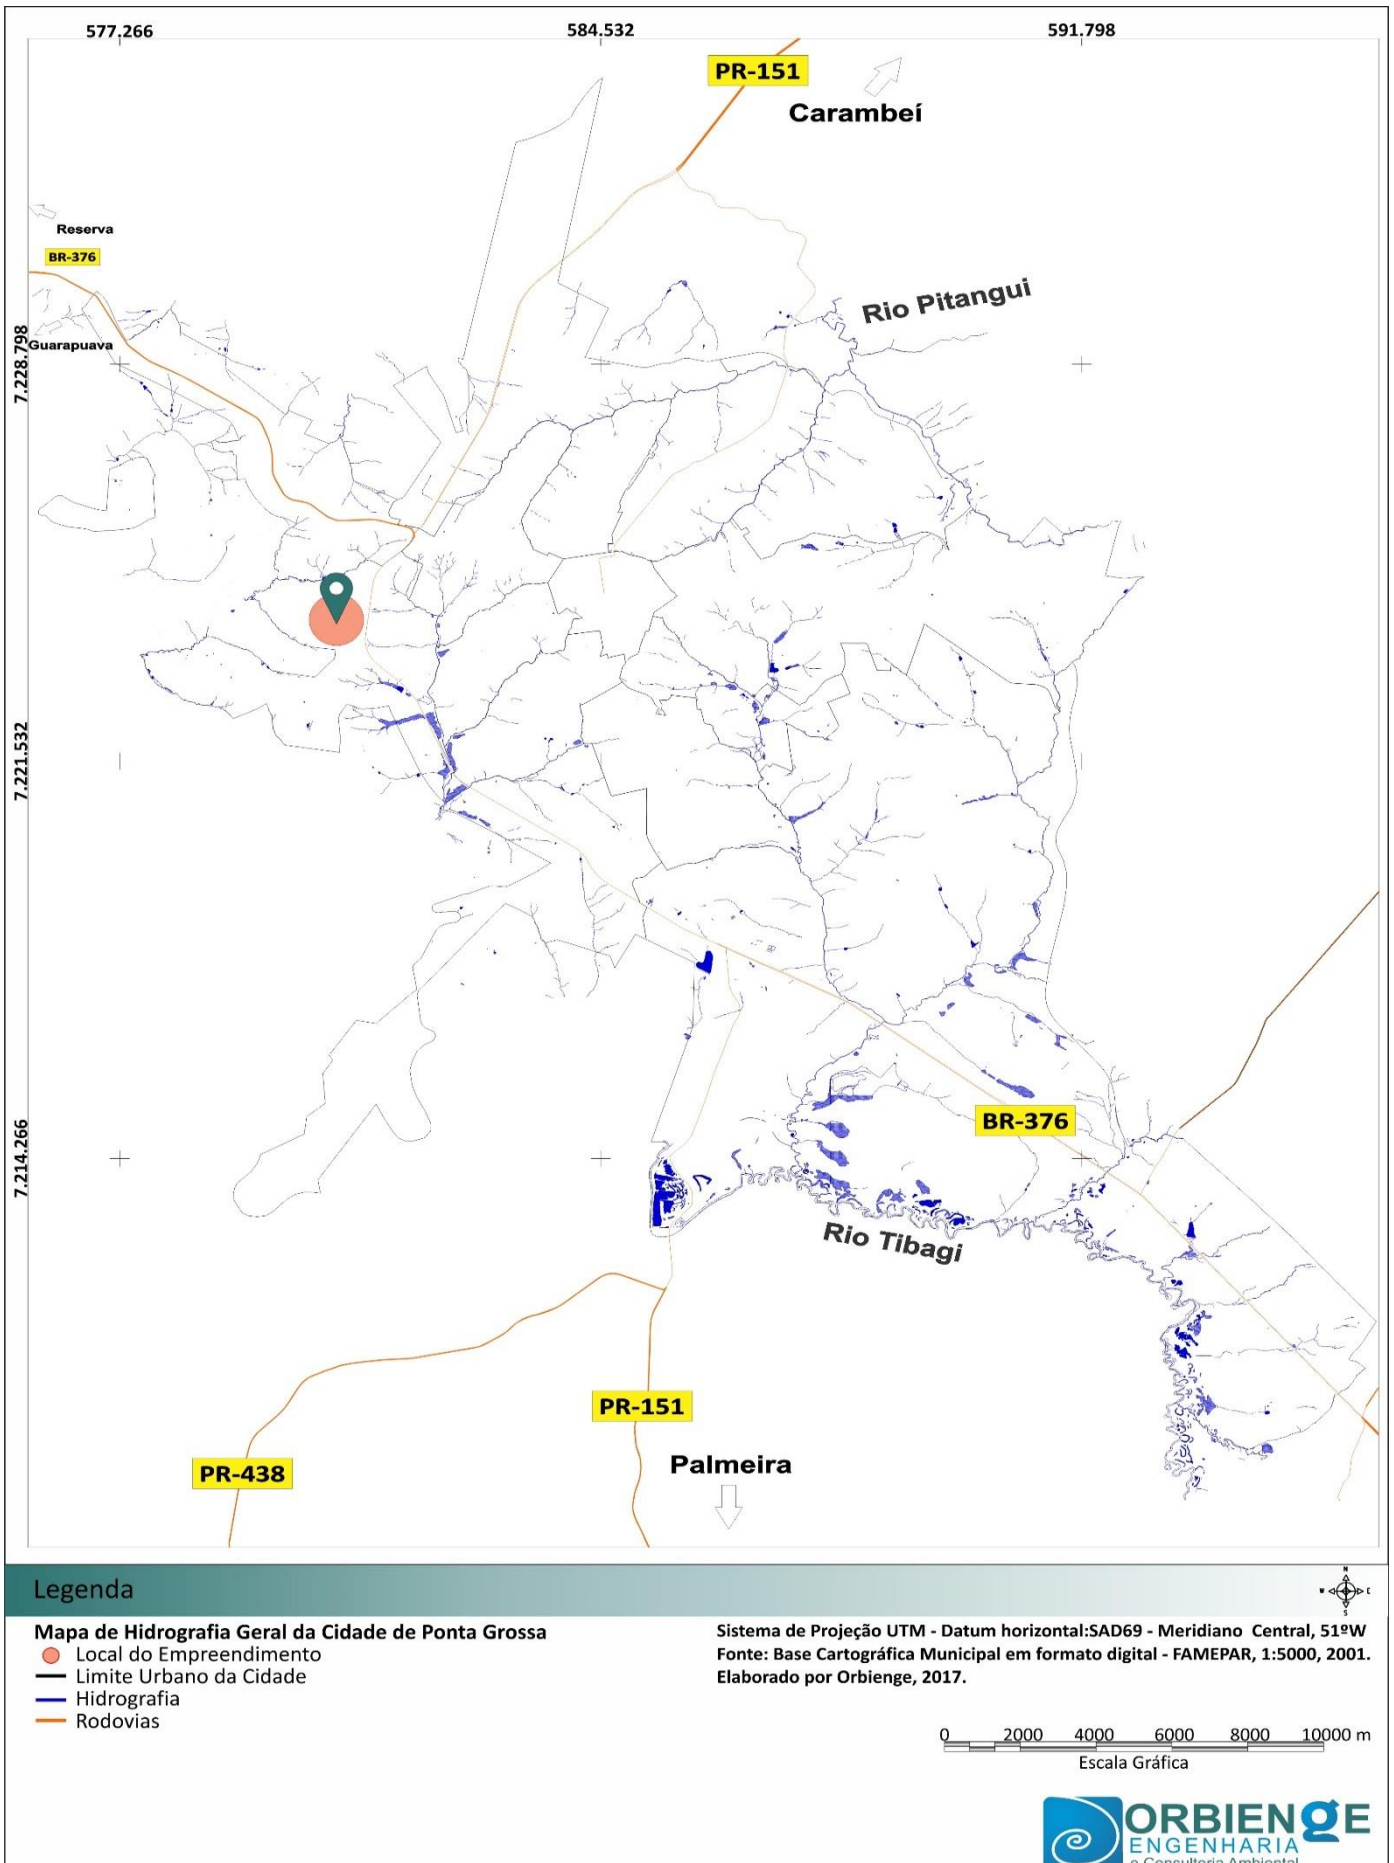 577.266 584.532 591.798
PR-151
Carambeí
Reserva
BR-376
Rio Pitangui
Guarapuava
7.228.798
7.221.532
BR-376
7.214.266
Rio Tibagi
PR-151
Palmeira
PR-438
Legenda
N
W E
S
Mapa de Hidrografia Geral da Cidade de Ponta Grossa
Local do Empreendimento
Limite Urbano da Cidade
Hidrografia
Rodovias
Sistema de Projeção UTM - Datum horizontal:SAD69 - Meridiano Central, 51ºW
Fonte: Base Cartográfica Municipal em formato digital - FAMEPAR, 1:5000, 2001.
Elaborado por Orbienge, 2017.
0 2000 4000 6000 8000 10000 m
Escala Gráfica
ORBIENGE
ENGENHARIA
e Consultoria Ambiental